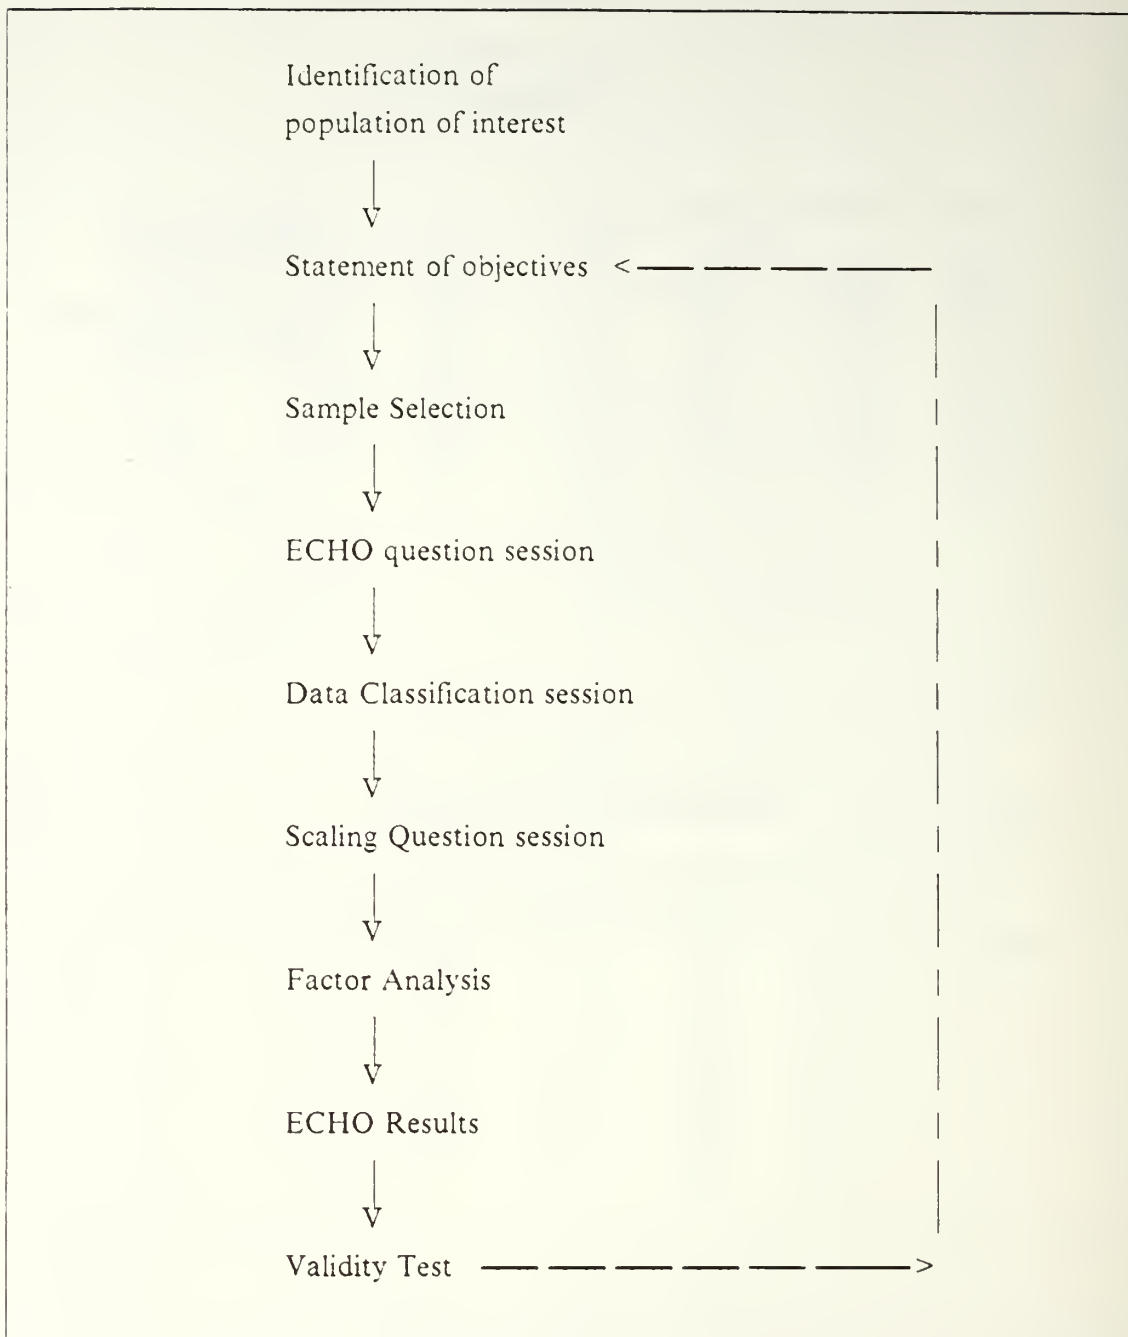 Identification of
population of interest
Statement of objectives
Sample Selection
ECHO question session
Data Classification session
Scaling Question session
Factor Analysis
ECHO Results
Validity Test